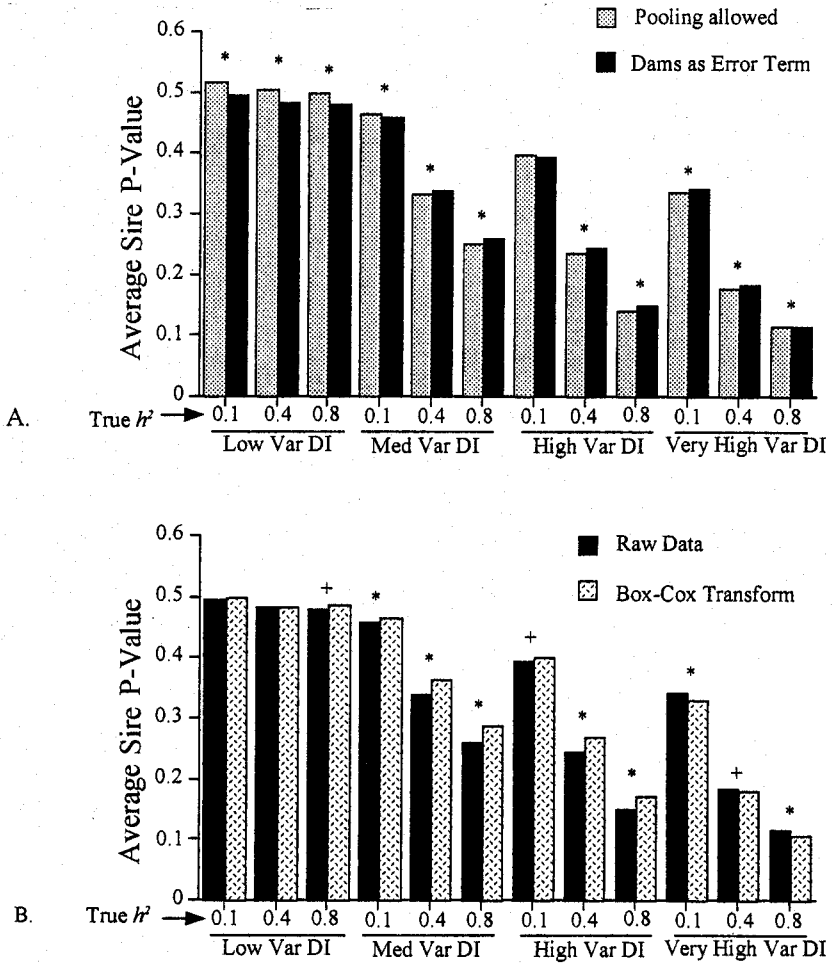 Pooling allowed
Dams as Error Term
Average Sire P-Value
0.6
0.5
0.4
0.3
0.2
0.1
0
* * * * * * * * * * *
A. True h² 0.1 0.4 0.8 0.1 0.4 0.8 0.1 0.4 0.8 0.1 0.4 0.8
Low Var DI Med Var DI High Var DI Very High Var DI
Raw Data
Box-Cox Transform
Average Sire P-Value
0.6
0.5
0.4
0.3
0.2
0.1
0
+ * * * + * * * + *
B. True h² 0.1 0.4 0.8 0.1 0.4 0.8 0.1 0.4 0.8 0.1 0.4 0.8
Low Var DI Med Var DI High Var DI Very High Var DI